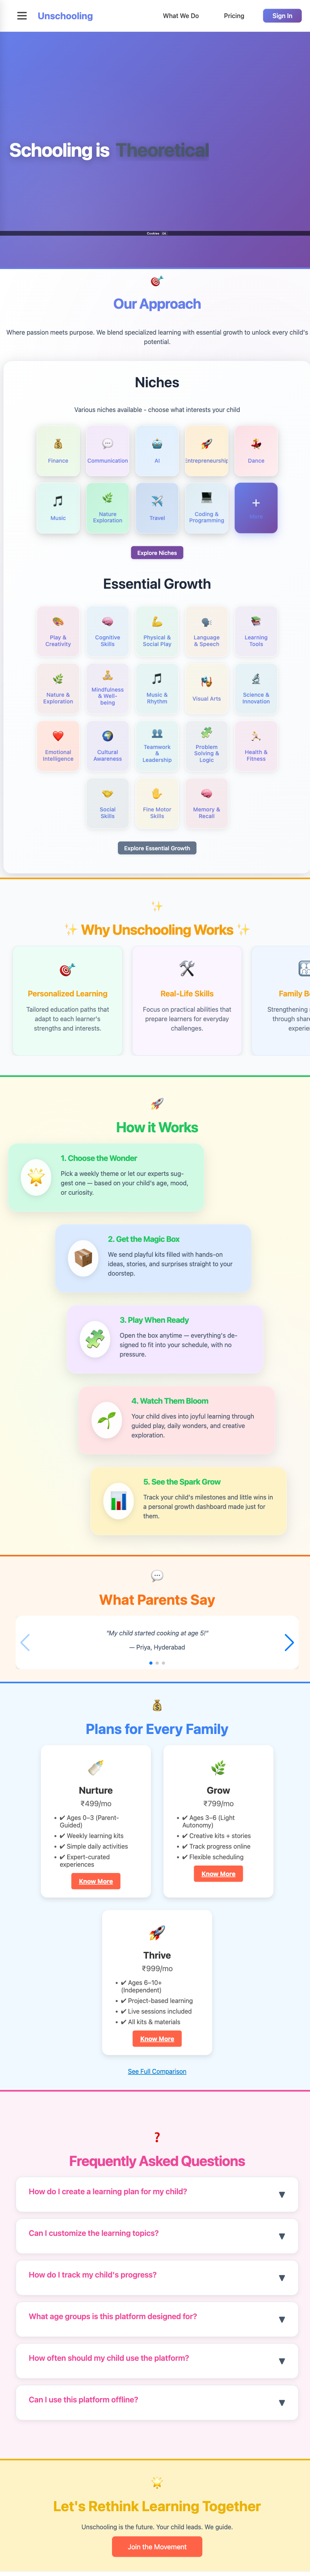 Unschooling
What We Do
Pricing
Sign In
Schooling is Theoretical
Our Approach
Where passion meets purpose. We blend specialized learning with essential growth to unlock every child's
potential.
Niches
Various niches available - choose what interests your child
Finance
Communication
AI
Entrepreneurship
Dance
Music
Nature
Exploration
Travel
Coding &
Programming
+
Explore Niches
Essential Growth
Play &
Creativity
Cognitive
Skills
Physical &
Social Play
Language
& Speech
Learning
Tools
Nature &
Exploration
Mindfulness
& Well-
being
Music &
Rhythm
Visual Arts
Science &
Innovation
Emotional
Intelligence
Cultural
Awareness
Teamwork
&
Leadership
Problem
Solving &
Logic
Health &
Fitness
Social
Skills
Fine Motor
Skills
Memory &
Recall
Explore Essential Growth
✨ Why Unschooling Works ✨
Personalized Learning
Tailored education paths that
adapt to each learner's
strengths and interests.
Real-Life Skills
Focus on practical abilities that
prepare learners for everyday
challenges.
Family B
Strengthening
through shar
experie
How it Works
1. Choose the Wonder
Pick a weekly theme or let our experts sug-
gest one — based on your child's age, mood,
or curiosity.
2. Get the Magic Box
We send playful kits filled with hands-on
ideas, stories, and surprises straight to your
doorstep.
3. Play When Ready
Open the box anytime — everything's de-
signed to fit into your schedule, with no
pressure.
4. Watch Them Bloom
Your child dives into joyful learning through
guided play, daily wonders, and creative
exploration.
5. See the Spark Grow
Track your child's milestones and little wins in
a personal growth dashboard made just for
them.
What Parents Say
"My child started cooking at age 5!"
— Priya, Hyderabad
Plans for Every Family
Nurture
₹499/mo
• ✔ Ages 0–3 (Parent-
Guided)
• ✔ Weekly learning kits
• ✔ Simple daily activities
• ✔ Expert-curated
experiences
Know More
Grow
₹799/mo
• ✔ Ages 3–6 (Light
Autonomy)
• ✔ Creative kits + stories
• ✔ Track progress online
• ✔ Flexible scheduling
Know More
Thrive
₹999/mo
• ✔ Ages 6–10+
(Independent)
• ✔ Project-based learning
• ✔ Live sessions included
• ✔ All kits & materials
Know More
See Full Comparison
❓
Frequently Asked Questions
How do I create a learning plan for my child?
Can I customize the learning topics?
How do I track my child's progress?
What age groups is this platform designed for?
How often should my child use the platform?
Can I use this platform offline?
Let's Rethink Learning Together
Unschooling is the future. Your child leads. We guide.
Join the Movement